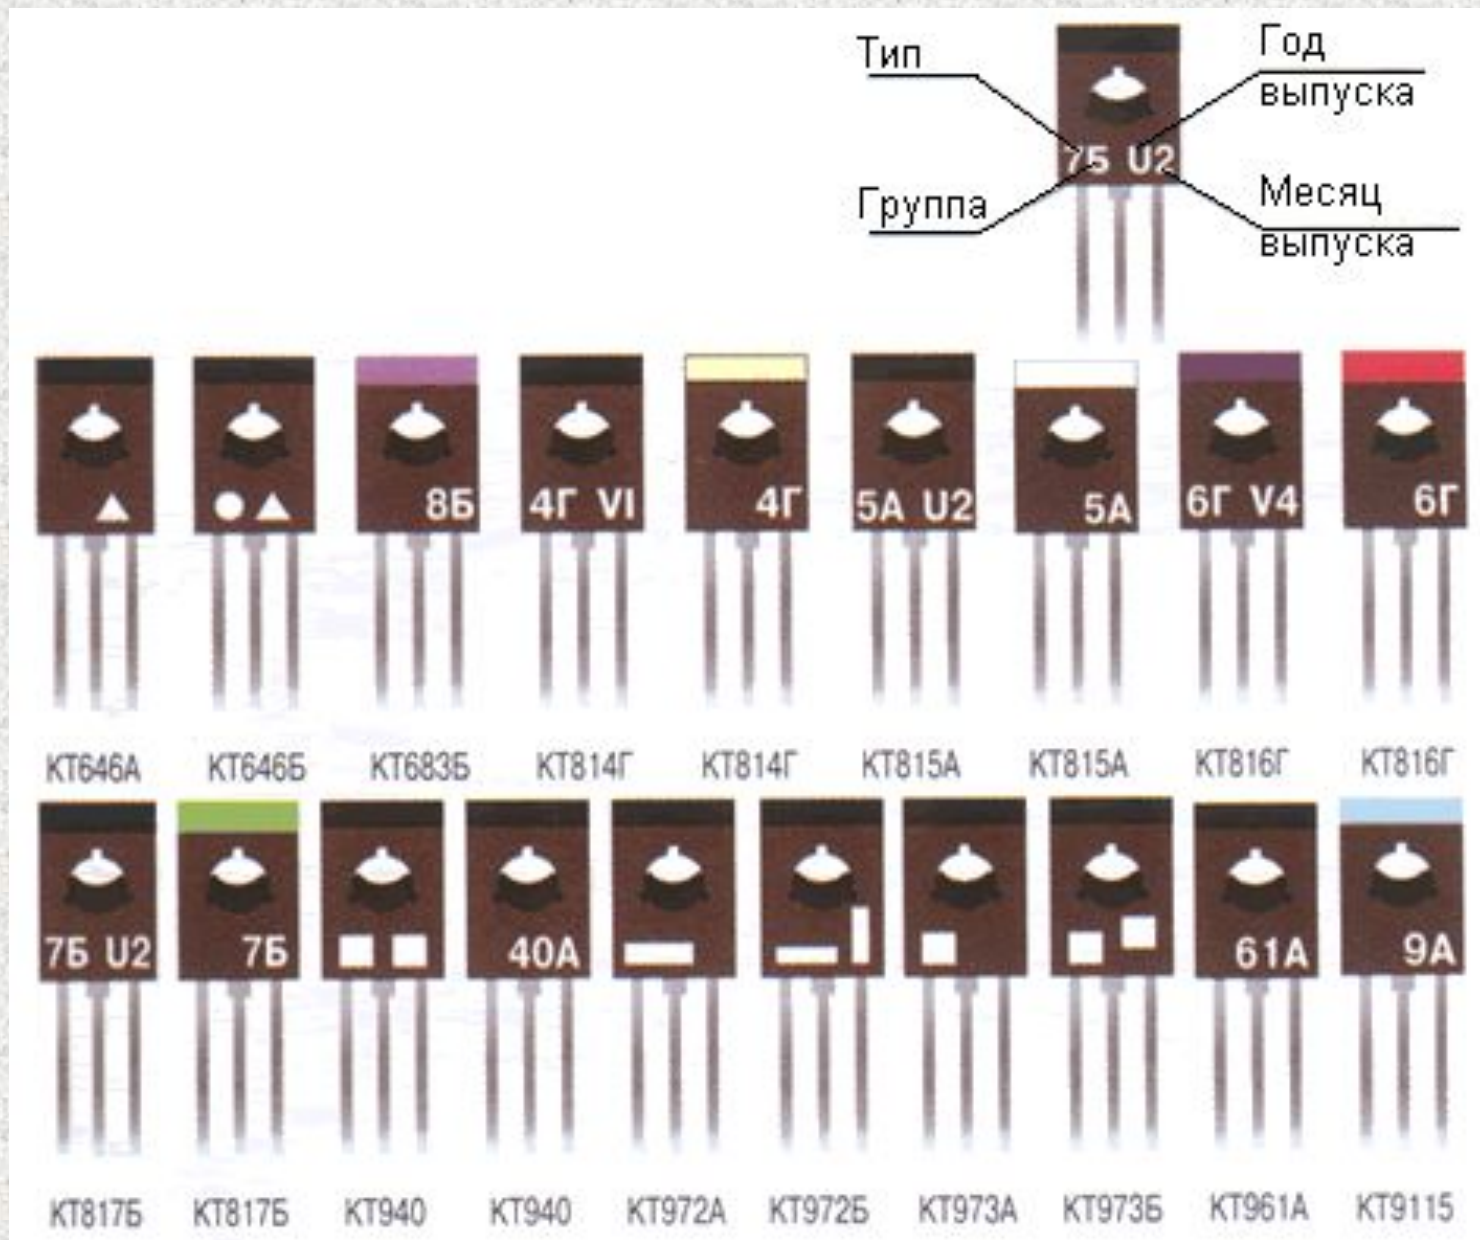 Тип
Год
выпуска
7Б U2
Группа
Месяц
выпуска
8Б 4Г VI 4Г 5А U2 5А 6Г V4 6Г
КТ646А КТ646Б КТ683Б КТ814Г КТ814Г КТ815А КТ815А КТ816Г КТ816Г
7Б U2 7Б 40А 61А 9А
КТ817Б КТ817Б КТ940 КТ940 КТ972А КТ972Б КТ973А КТ973Б КТ961А КТ9115